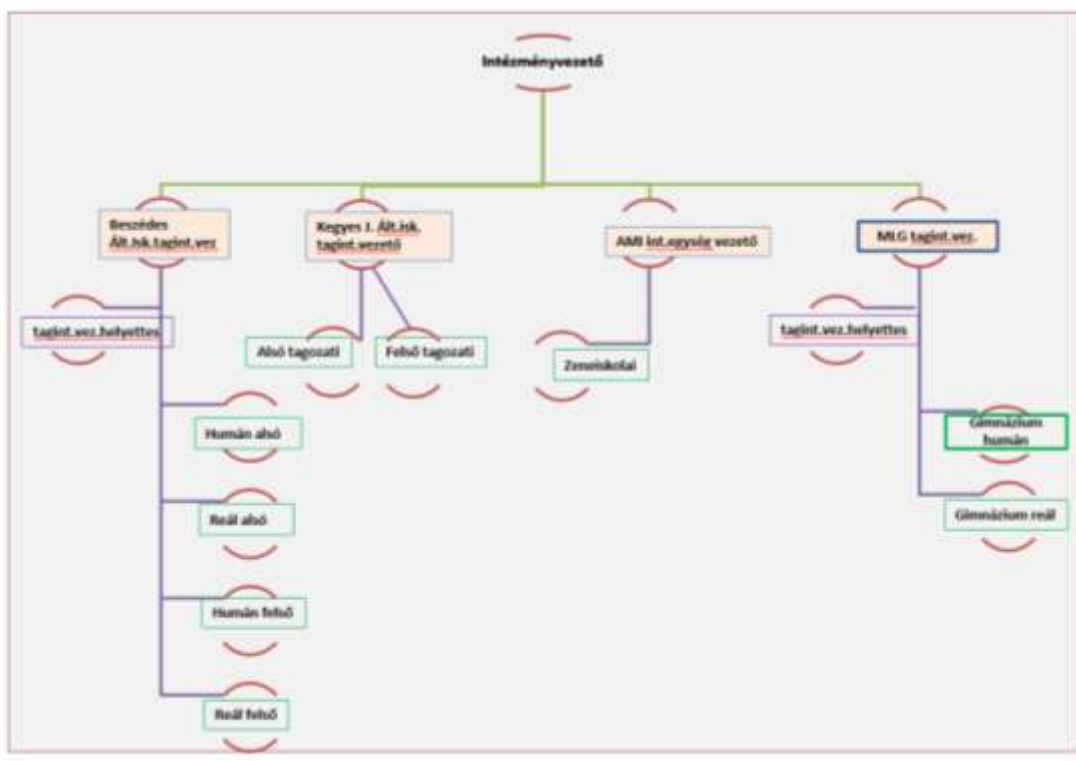 Intézményvezető
Beszédes
Ált.Isk.tagint.vez
Kegyes J. Ált.isk.
tagint.vezető
AMI int.egység vezető
MLG tagint.vez.
tagint.vez.helyettes
tagint.vez.helyettes
Alsó tagozati
Felső tagozati
Zeneiskolai
Humán alsó
Gimnázium
humán
Reál alsó
Gimnázium reál
Humán felső
Reál felső